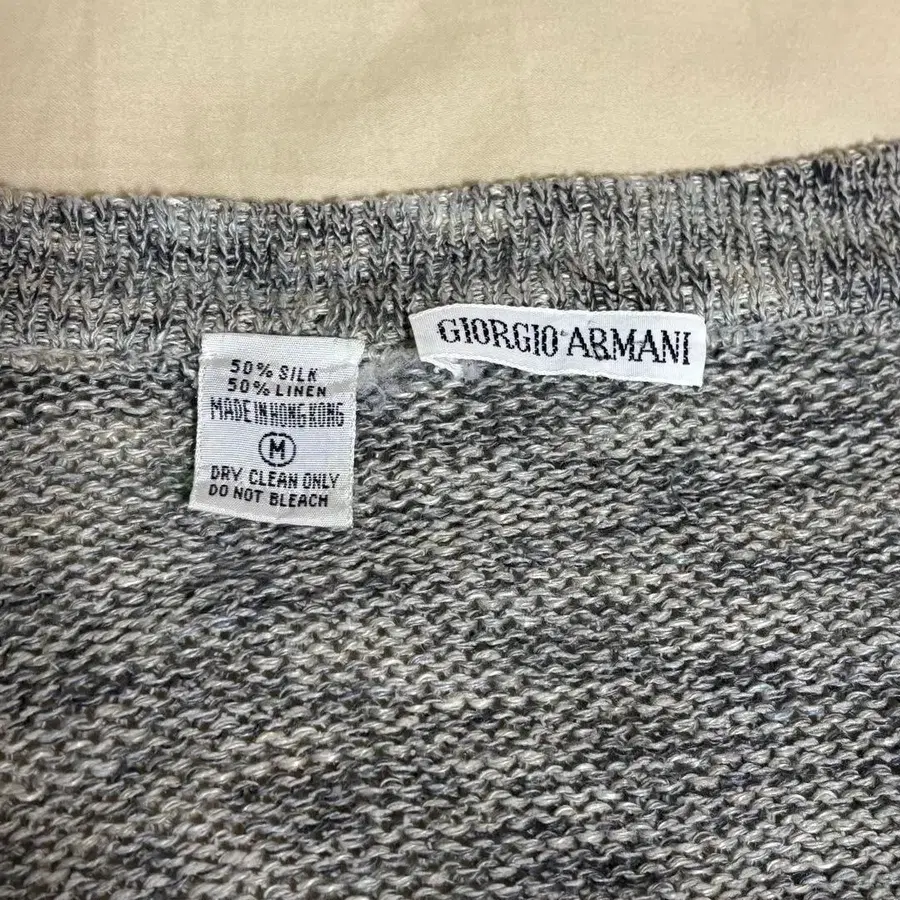 50% SILK
50% LINEN
MADE IN HONG KONG
M
DRY CLEAN ONLY
DO NOT BLEACH
GIORGIO ARMANI